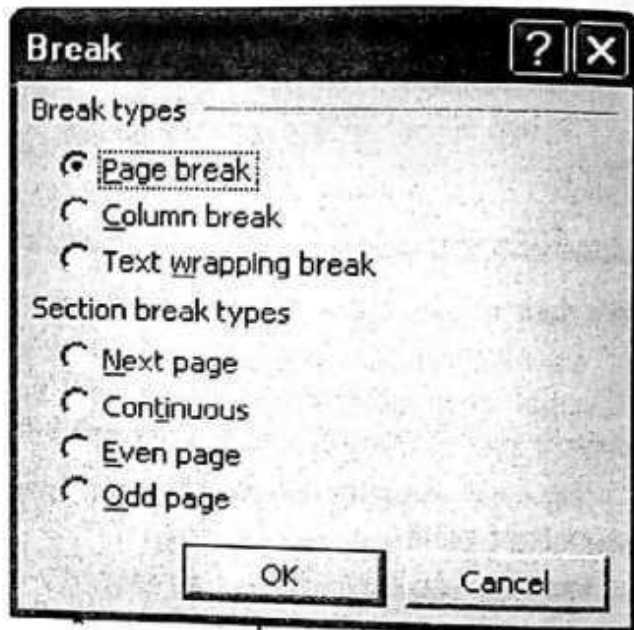 Break ? X
Break types
Page break
Column break
Text wrapping break
Section break types
Next page
Continuous
Even page
Odd page
OK Cancel